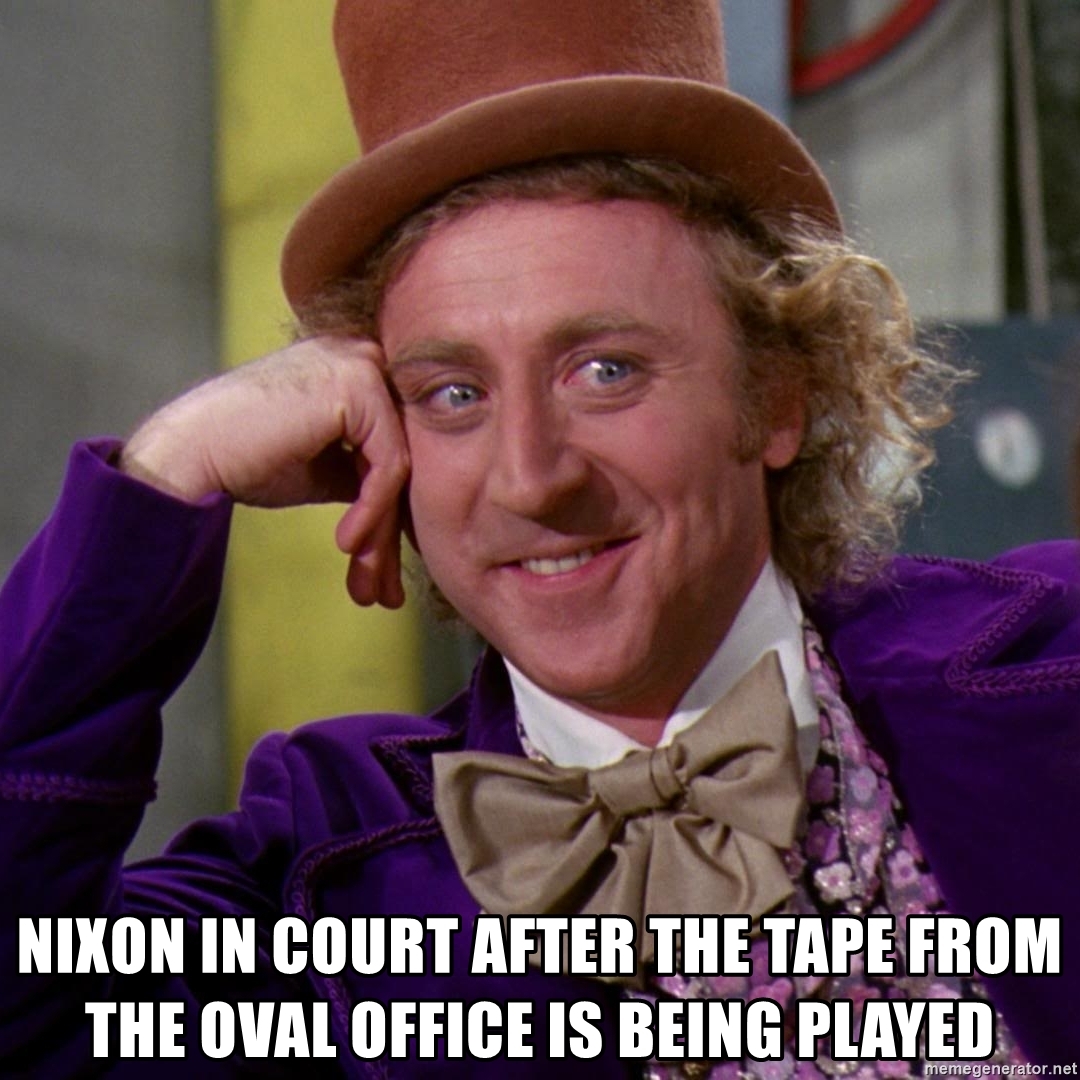 NIXON IN COURT AFTER THE TAPE FROM
THE OVAL OFFICE IS BEING PLAYED
memegenerator.net